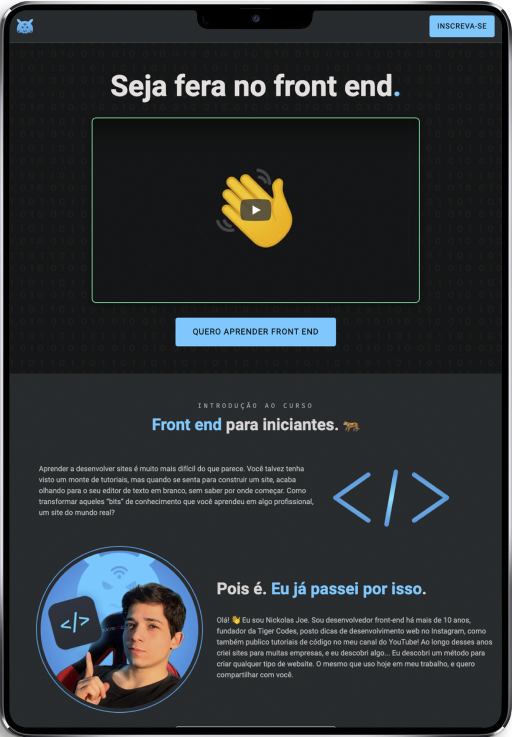 INSCREVA-SE
Seja fera no front end.
QUERO APRENDER FRONT END
INTRODUÇÃO AO CURSO
Front end para iniciantes. 🐅
Aprender a desenvolver sites é muito mais difícil do que parece. Você talvez tenha
visto um monte de tutoriais, mas quando se senta para construir um site, acaba
olhando para o seu editor de texto em branco, sem saber por onde começar. Como
transformar aqueles “bits” de conhecimento que você aprendeu em algo profissional,
um site do mundo real?
</>
Pois é. Eu já passei por isso.
</>
Olá! 👋 Eu sou Nickolas Joe. Sou desenvolvedor front-end há mais de 10 anos,
fundador da Tiger Codes, posto dicas de desenvolvimento web no Instagram, como
também publico tutoriais de código no meu canal do YouTube! Ao longo desses anos
criei sites para muitas empresas, e eu descobri algo... Eu descobri um método para
criar qualquer tipo de website. O mesmo que uso hoje em meu trabalho, e quero
compartilhar com você.